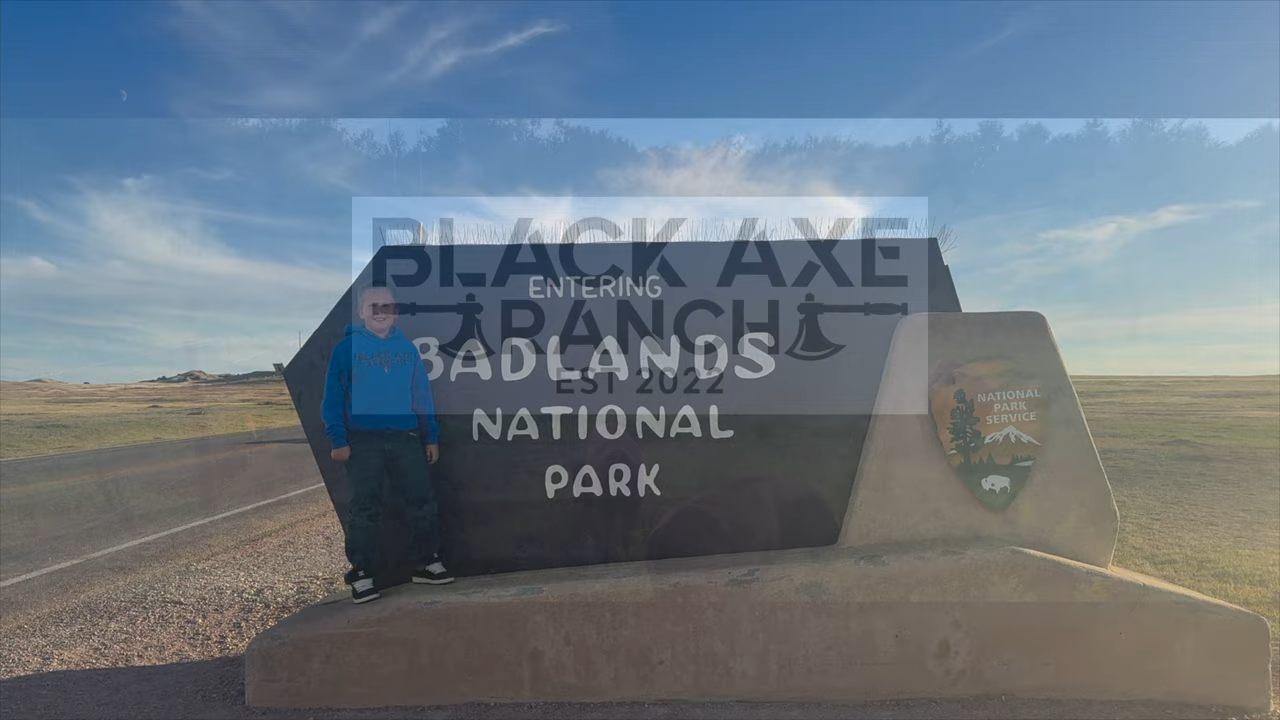 BLACK AXE
RANCH
EST 2022
ENTERING
BADLANDS
NATIONAL
PARK
NATIONAL
PARK
SERVICE